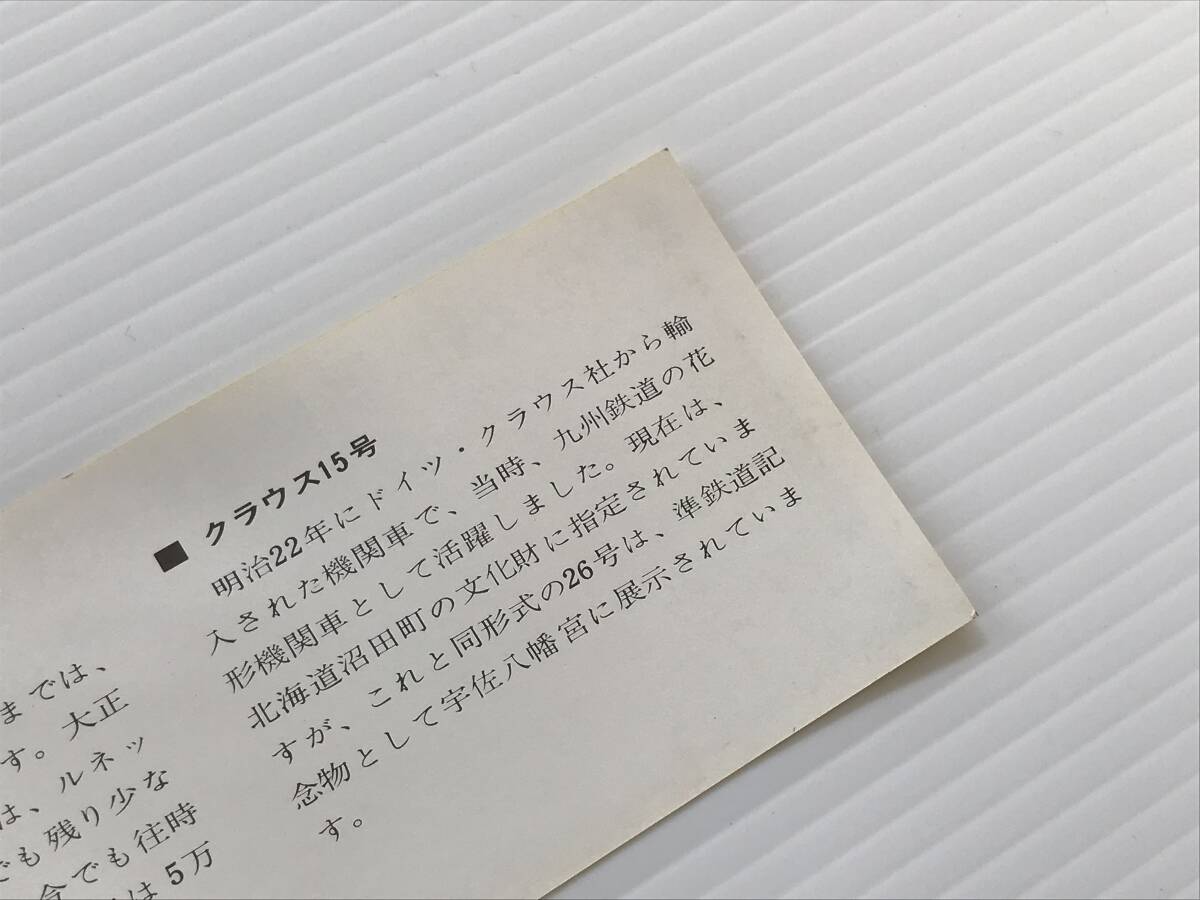 までは、
す。大正
は、ルネッ
でも残り少な
今でも往時
は5万
■ クラウス15号
明治22年にドイツ・クラウス社から輸
入された機関車で、当時、九州鉄道の花
形機関車として活躍しました。現在は、
北海道沼田町の文化財に指定されていま
すが、これと同形式の26号は、準鉄道記
念物として宇佐八幡宮に展示されていま
す。